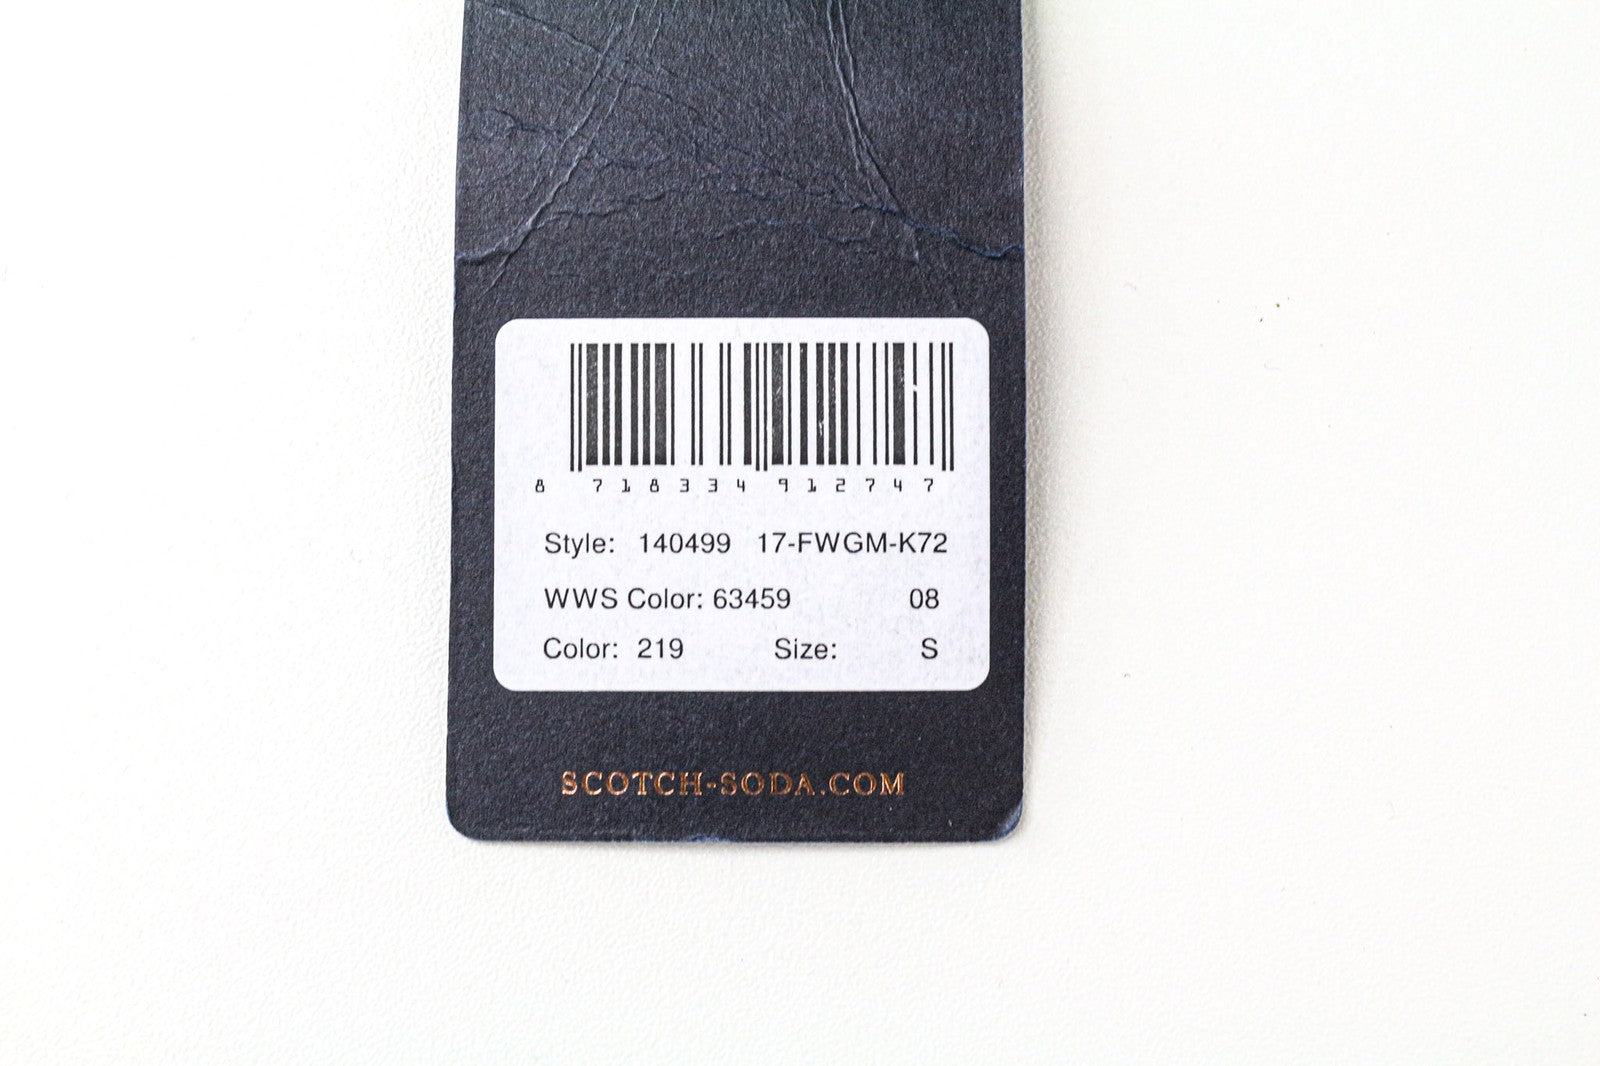 8 718334 912747
Style: 140499 17-FWGM-K72
WWS Color: 63459 08
Color: 219 Size: S
SCOTCH-SODA.COM